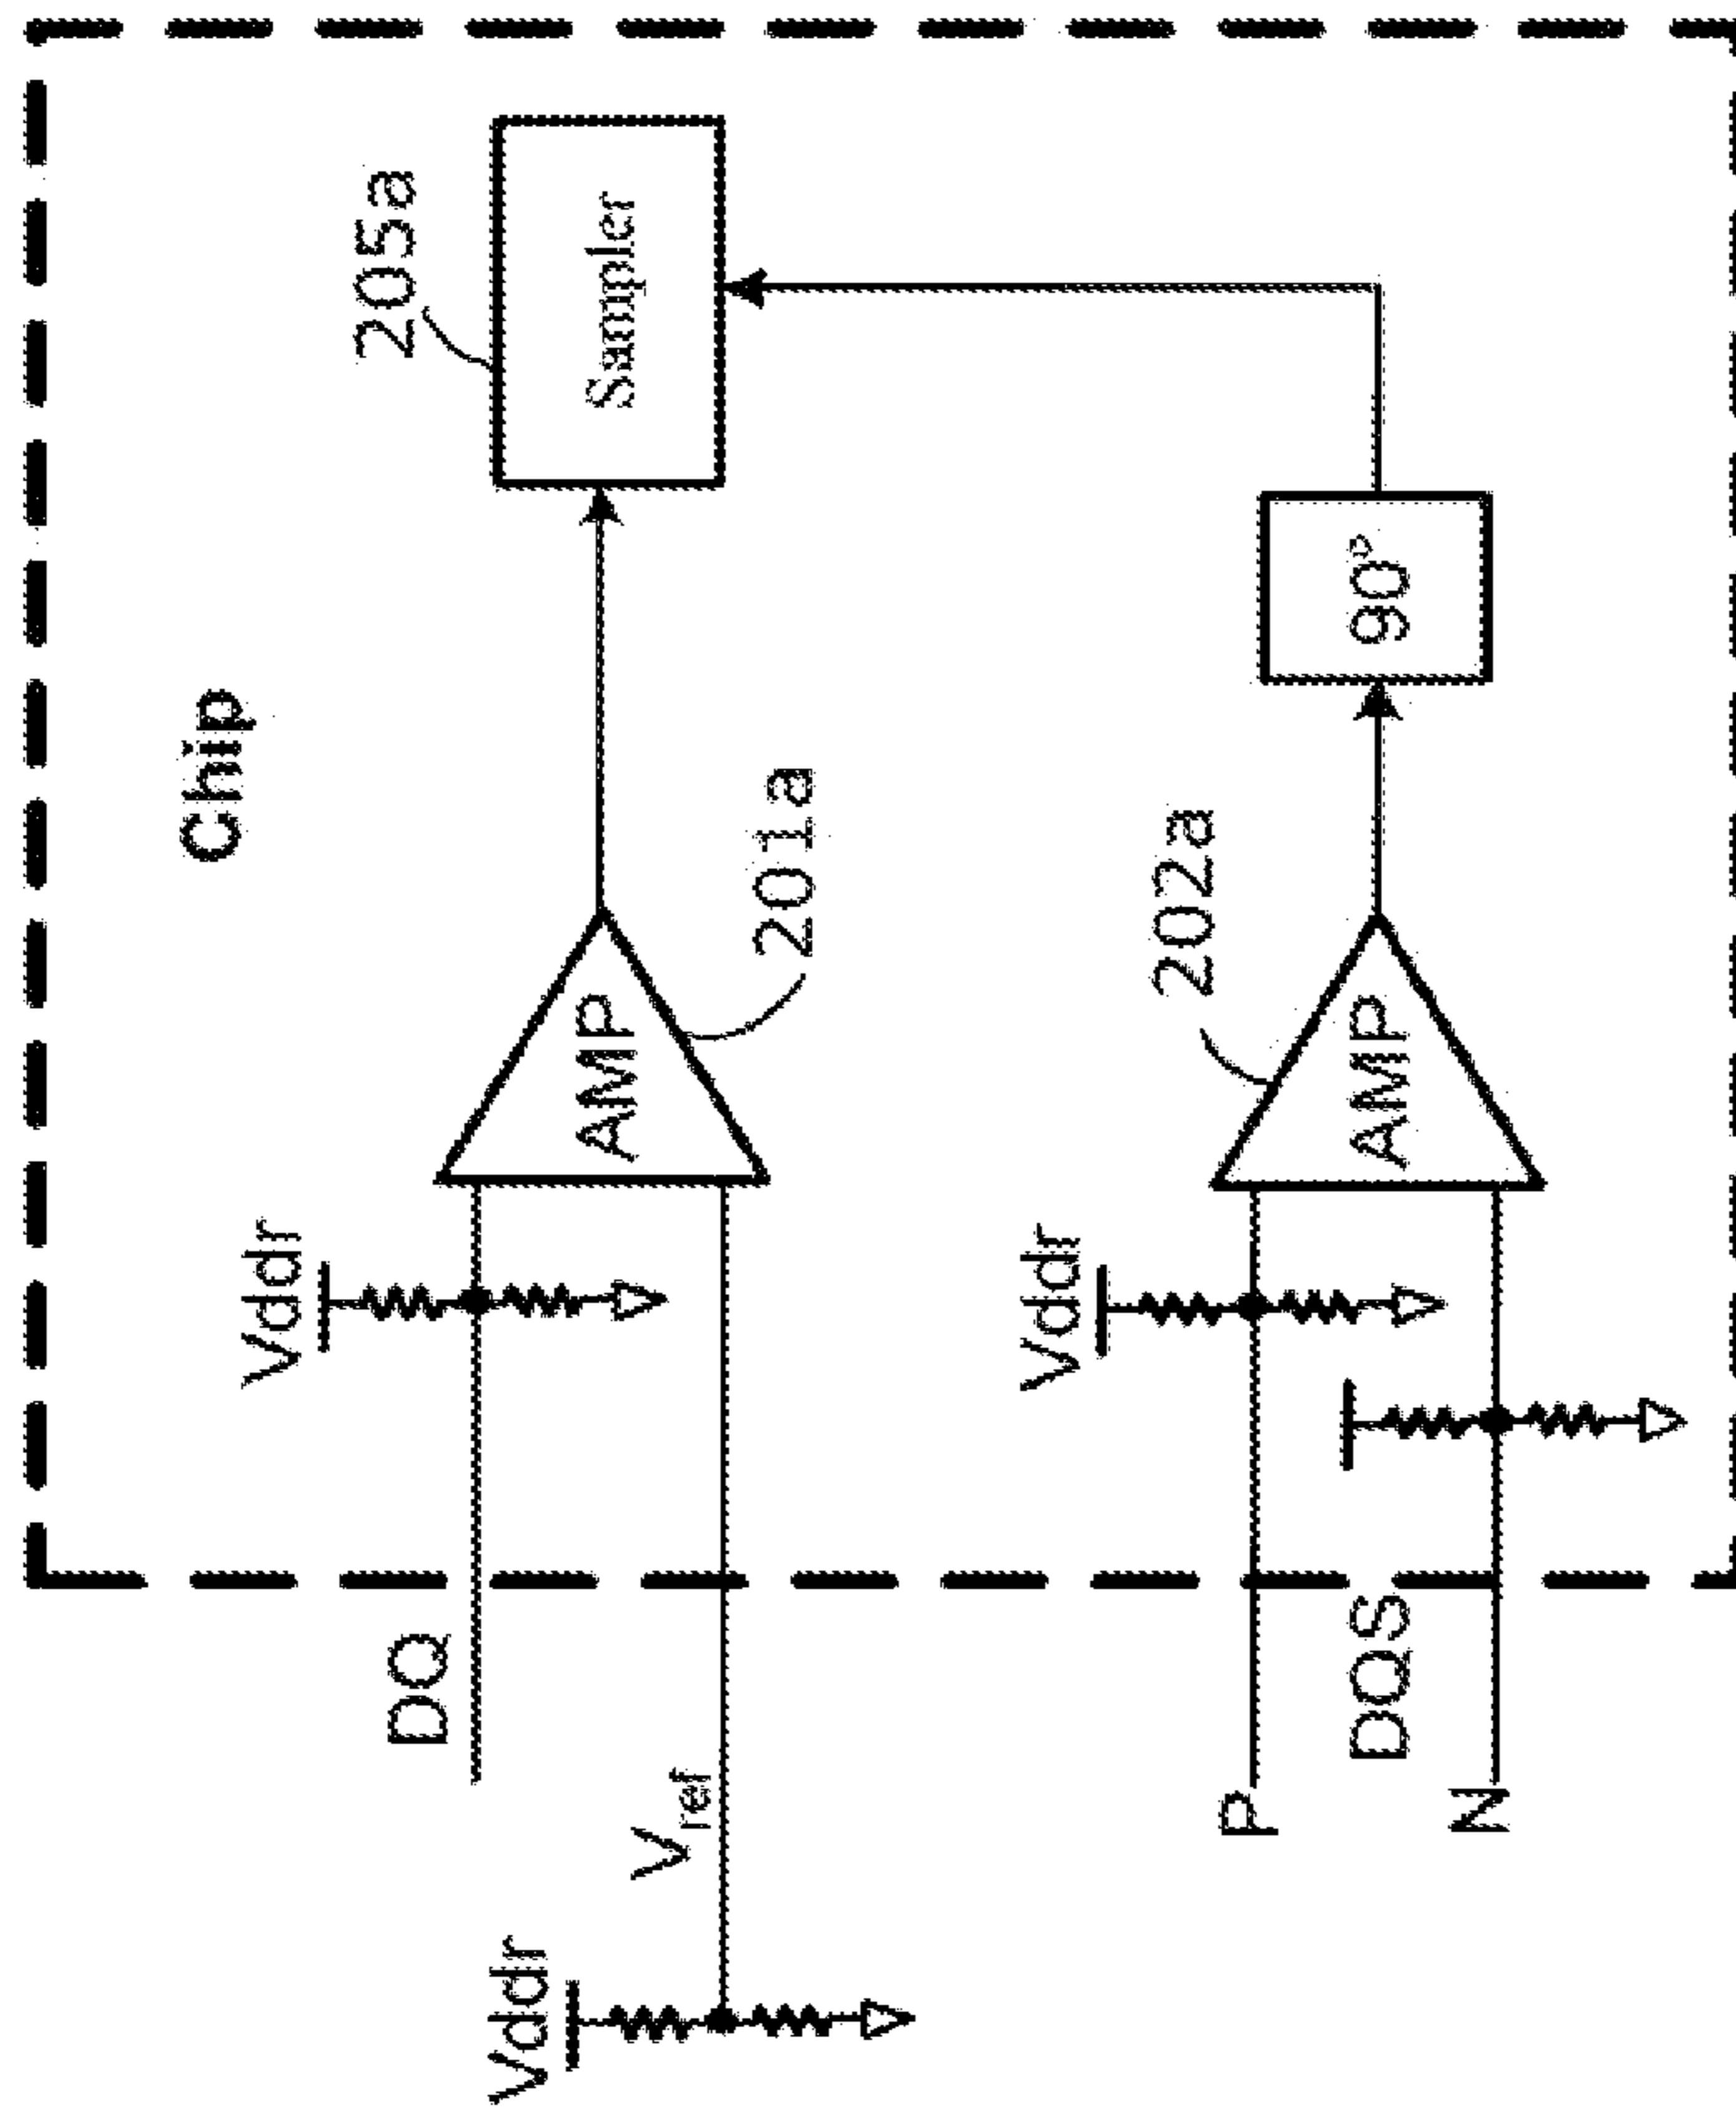 Chip
205a
Sampler
Vddr
DQ
AMP
201a
Vddr
Vref
Vddr
202a
P
AMP
90°
DQS
N